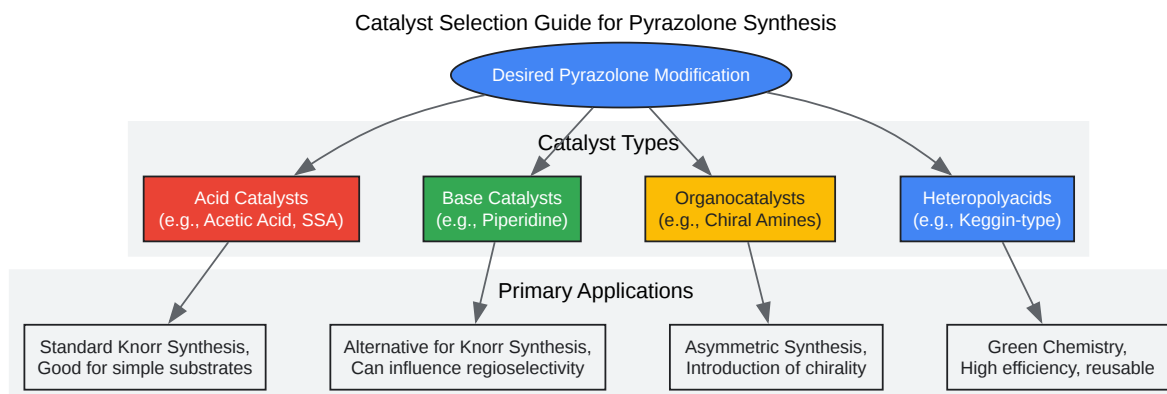 Catalyst Selection Guide for Pyrazolone Synthesis
Desired Pyrazolone Modification
Catalyst Types
Acid Catalysts
(e.g., Acetic Acid, SSA)
Base Catalysts
(e.g., Piperidine)
Organocatalysts
(e.g., Chiral Amines)
Heteropolyacids
(e.g., Keggin-type)
Primary Applications
Standard Knorr Synthesis,
Good for simple substrates
Alternative for Knorr Synthesis,
Can influence regioselectivity
Asymmetric Synthesis,
Introduction of chirality
Green Chemistry,
High efficiency, reusable